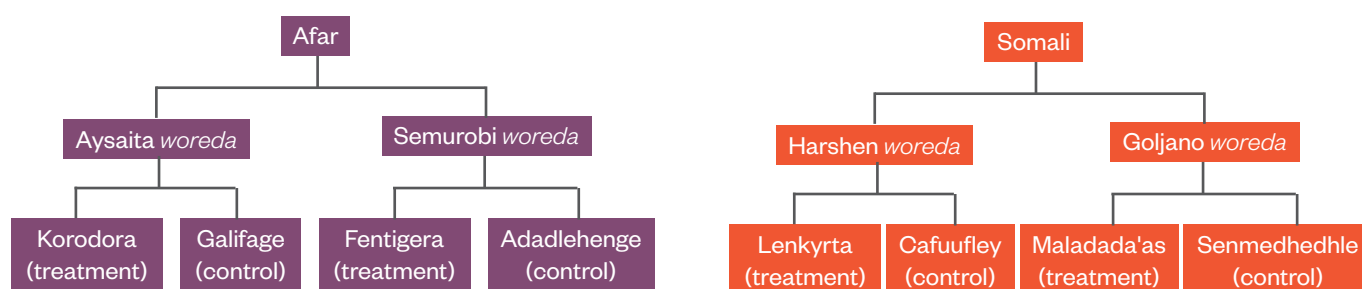 Afar
Aysaita woreda
Semurobi woreda
Korodora
(treatment)
Galifage
(control)
Fentigera
(treatment)
Adadlehenge
(control)
Somali
Harshen woreda
Goljano woreda
Lenkyrta
(treatment)
Cafuufley
(control)
Maladada'as
(treatment)
Senmedhedhle
(control)